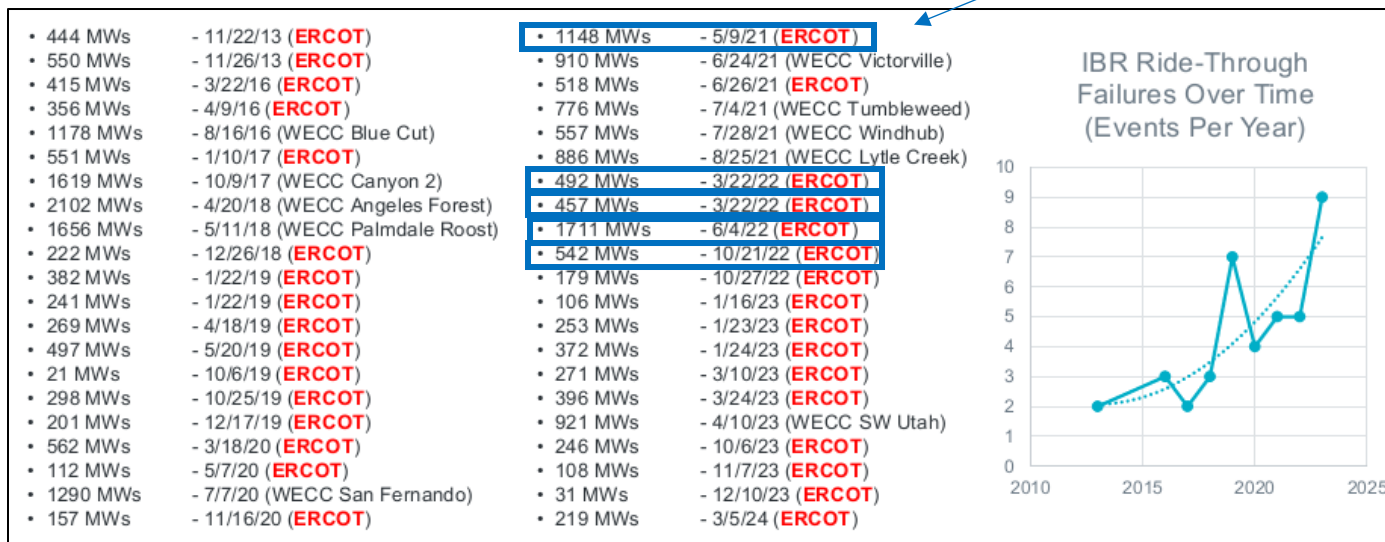 • 444 MWs - 11/22/13 (ERCOT)
• 550 MWs - 11/26/13 (ERCOT)
• 415 MWs - 3/22/16 (ERCOT)
• 356 MWs - 4/9/16 (ERCOT)
• 1178 MWs - 8/16/16 (WECC Blue Cut)
• 551 MWs - 1/10/17 (ERCOT)
• 1619 MWs - 10/9/17 (WECC Canyon 2)
• 2102 MWs - 4/20/18 (WECC Angeles Forest)
• 1656 MWs - 5/11/18 (WECC Palmdale Roost)
• 222 MWs - 12/26/18 (ERCOT)
• 382 MWs - 1/22/19 (ERCOT)
• 241 MWs - 1/22/19 (ERCOT)
• 269 MWs - 4/18/19 (ERCOT)
• 497 MWs - 5/20/19 (ERCOT)
• 21 MWs - 10/6/19 (ERCOT)
• 298 MWs - 10/25/19 (ERCOT)
• 201 MWs - 12/17/19 (ERCOT)
• 562 MWs - 3/18/20 (ERCOT)
• 112 MWs - 5/7/20 (ERCOT)
• 1290 MWs - 7/7/20 (WECC San Fernando)
• 157 MWs - 11/16/20 (ERCOT)
• 1148 MWs - 5/9/21 (ERCOT)
• 910 MWs - 6/24/21 (WECC Victorville)
• 518 MWs - 6/26/21 (ERCOT)
• 776 MWs - 7/4/21 (WECC Tumbleweed)
• 557 MWs - 7/28/21 (WECC Windhub)
• 886 MWs - 8/25/21 (WECC Lytle Creek)
• 492 MWs - 3/22/22 (ERCOT)
• 457 MWs - 3/22/22 (ERCOT)
• 1711 MWs - 6/4/22 (ERCOT)
• 542 MWs - 10/21/22 (ERCOT)
• 179 MWs - 10/27/22 (ERCOT)
• 106 MWs - 1/16/23 (ERCOT)
• 253 MWs - 1/23/23 (ERCOT)
• 372 MWs - 1/24/23 (ERCOT)
• 271 MWs - 3/10/23 (ERCOT)
• 396 MWs - 3/24/23 (ERCOT)
• 921 MWs - 4/10/23 (WECC SW Utah)
• 246 MWs - 10/6/23 (ERCOT)
• 108 MWs - 11/7/23 (ERCOT)
• 31 MWs - 12/10/23 (ERCOT)
• 219 MWs - 3/5/24 (ERCOT)
IBR Ride-Through
Failures Over Time
(Events Per Year)
10
9
8
7
6
5
4
3
2
1
0
2010 2015 2020 2025